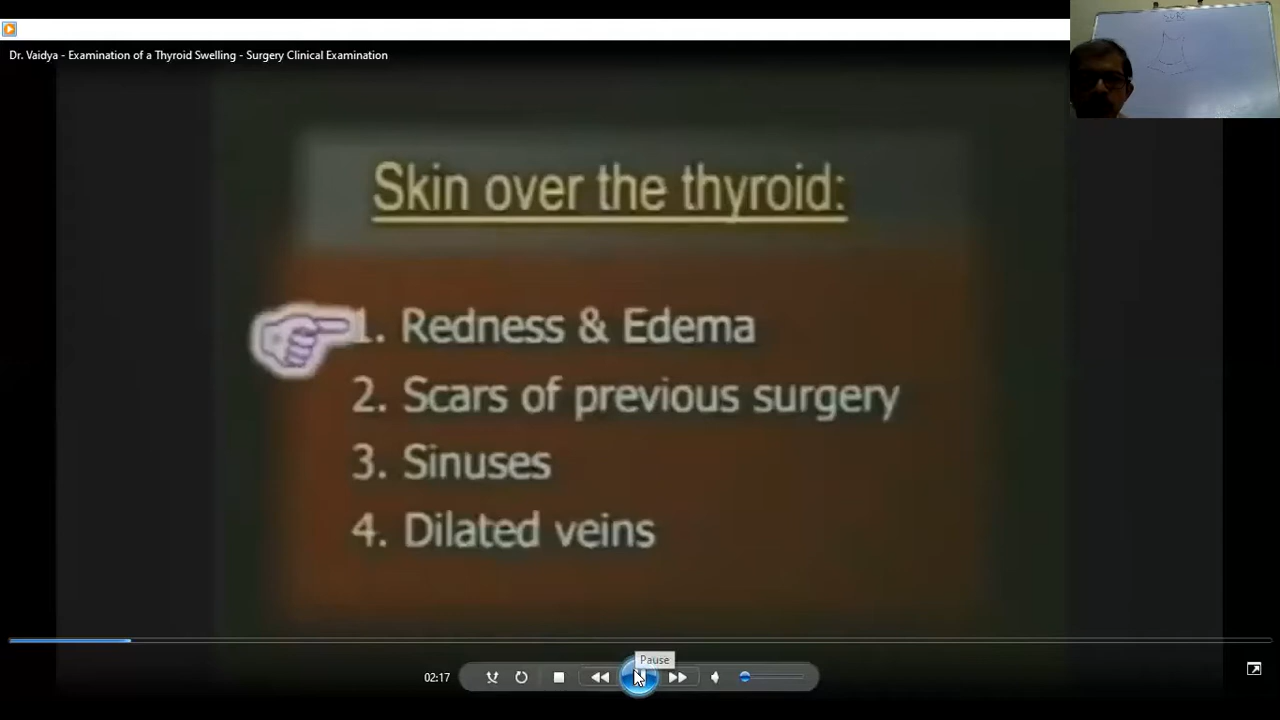 Dr. Vaidya - Examination of a Thyroid Swelling - Surgery Clinical Examination
Skin over the thyroid:
1. Redness & Edema
2. Scars of previous surgery
3. Sinuses
4. Dilated veins
Pause
02:17